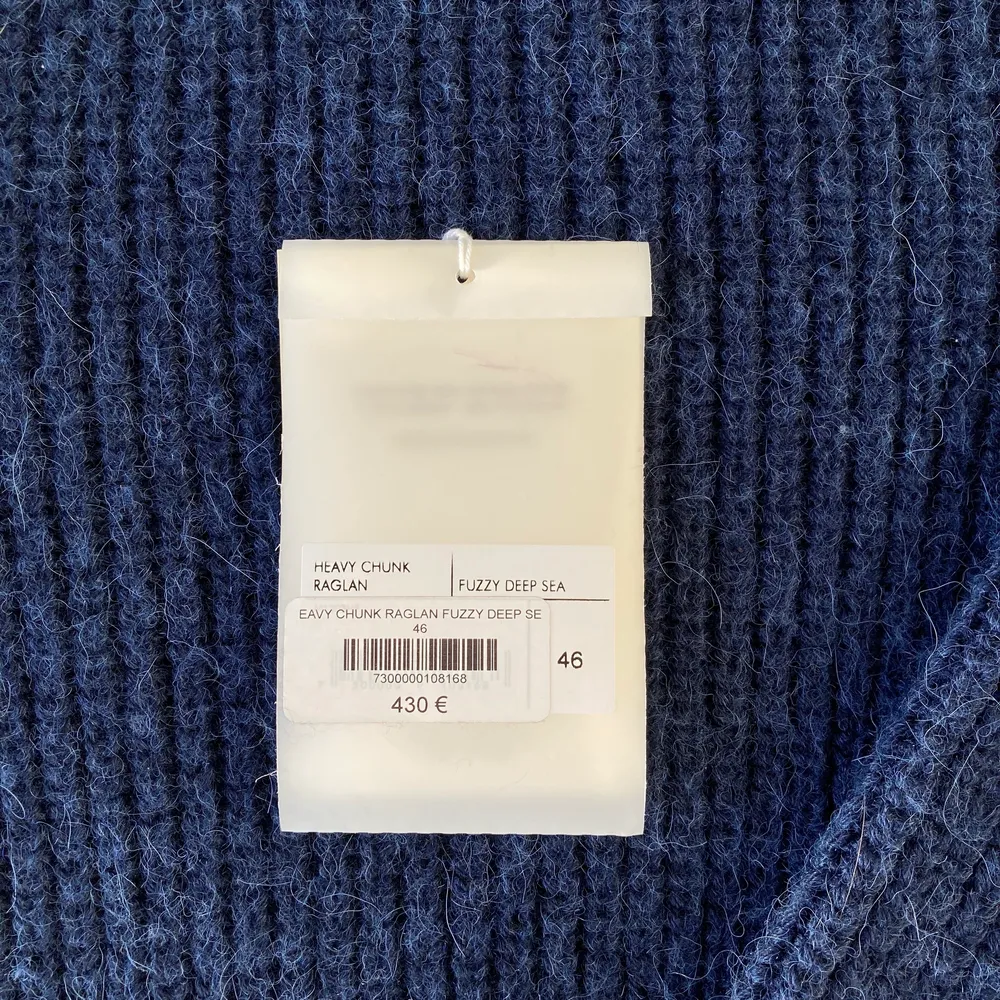 HEAVY CHUNK
RAGLAN
FUZZY DEEP SEA
EAVY CHUNK RAGLAN FUZZY DEEP SE
46
7300000108168
430 €
46